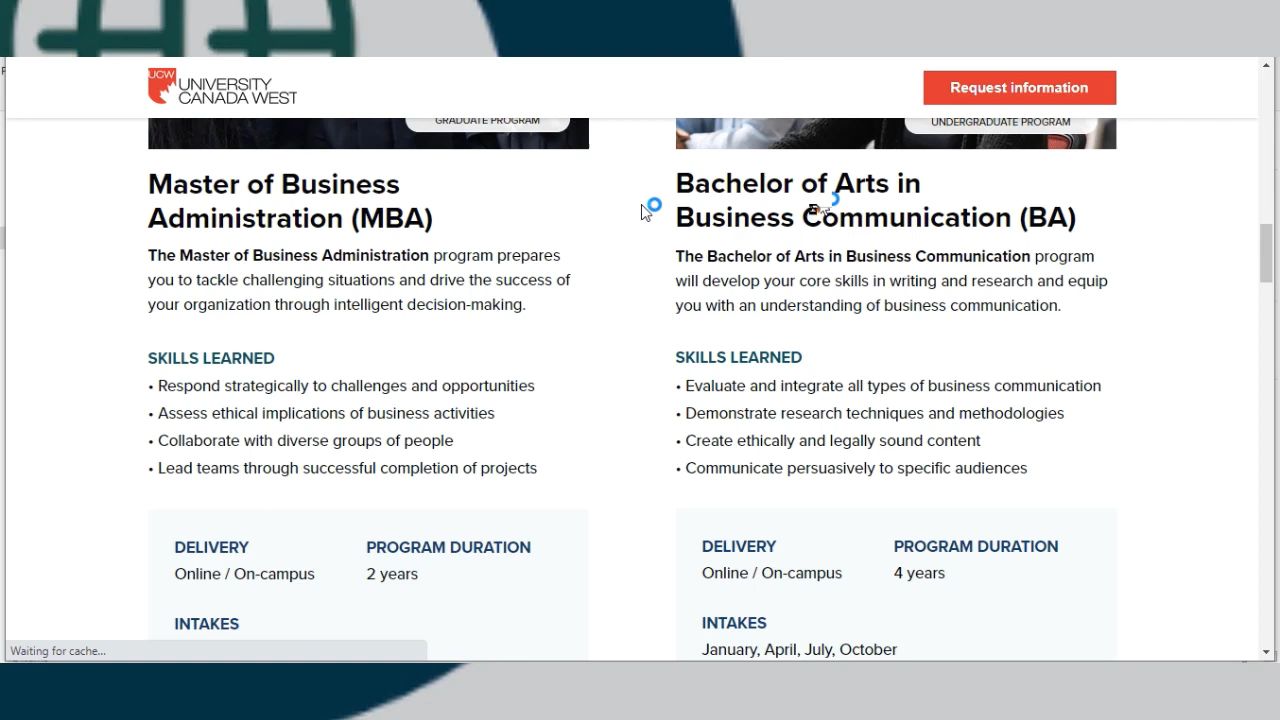 UCW
UNIVERSITY
CANADA WEST
Request information
GRADUATE PROGRAM
UNDERGRADUATE PROGRAM
Master of Business
Administration (MBA)
The Master of Business Administration program prepares
you to tackle challenging situations and drive the success of
your organization through intelligent decision-making.
SKILLS LEARNED
• Respond strategically to challenges and opportunities
• Assess ethical implications of business activities
• Collaborate with diverse groups of people
• Lead teams through successful completion of projects
DELIVERY
Online / On-campus
PROGRAM DURATION
2 years
INTAKES
Bachelor of Arts in
Business Communication (BA)
The Bachelor of Arts in Business Communication program
will develop your core skills in writing and research and equip
you with an understanding of business communication.
SKILLS LEARNED
• Evaluate and integrate all types of business communication
• Demonstrate research techniques and methodologies
• Create ethically and legally sound content
• Communicate persuasively to specific audiences
DELIVERY
Online / On-campus
PROGRAM DURATION
4 years
INTAKES
January, April, July, October
Waiting for cache...